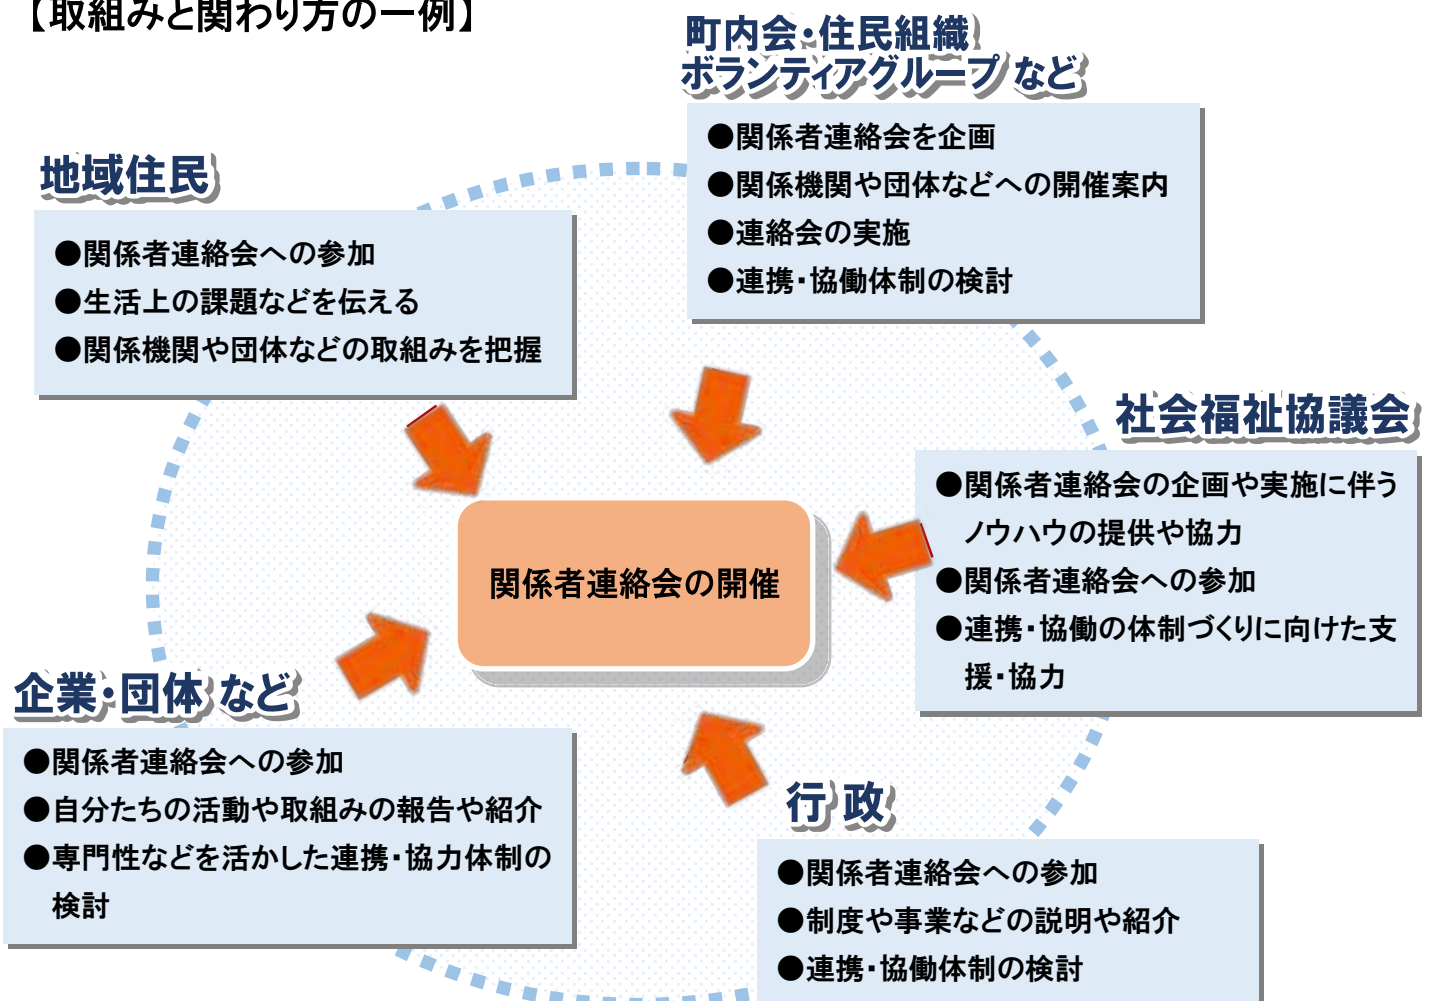 【取組みと関わり方の一例】
町内会・住民組織
ボランティアグループ など
●関係者連絡会を企画
●関係機関や団体などへの開催案内
●連絡会の実施
●連携・協働体制の検討
地域住民
●関係者連絡会への参加
●生活上の課題などを伝える
●関係機関や団体などの取組みを把握
社会福祉協議会
●関係者連絡会の企画や実施に伴う
ノウハウの提供や協力
●関係者連絡会への参加
●連携・協働の体制づくりに向けた支
援・協力
関係者連絡会の開催
企業・団体 など
●関係者連絡会への参加
●自分たちの活動や取組みの報告や紹介
●専門性などを活かした連携・協力体制の
検討
行 政
●関係者連絡会への参加
●制度や事業などの説明や紹介
●連携・協働体制の検討